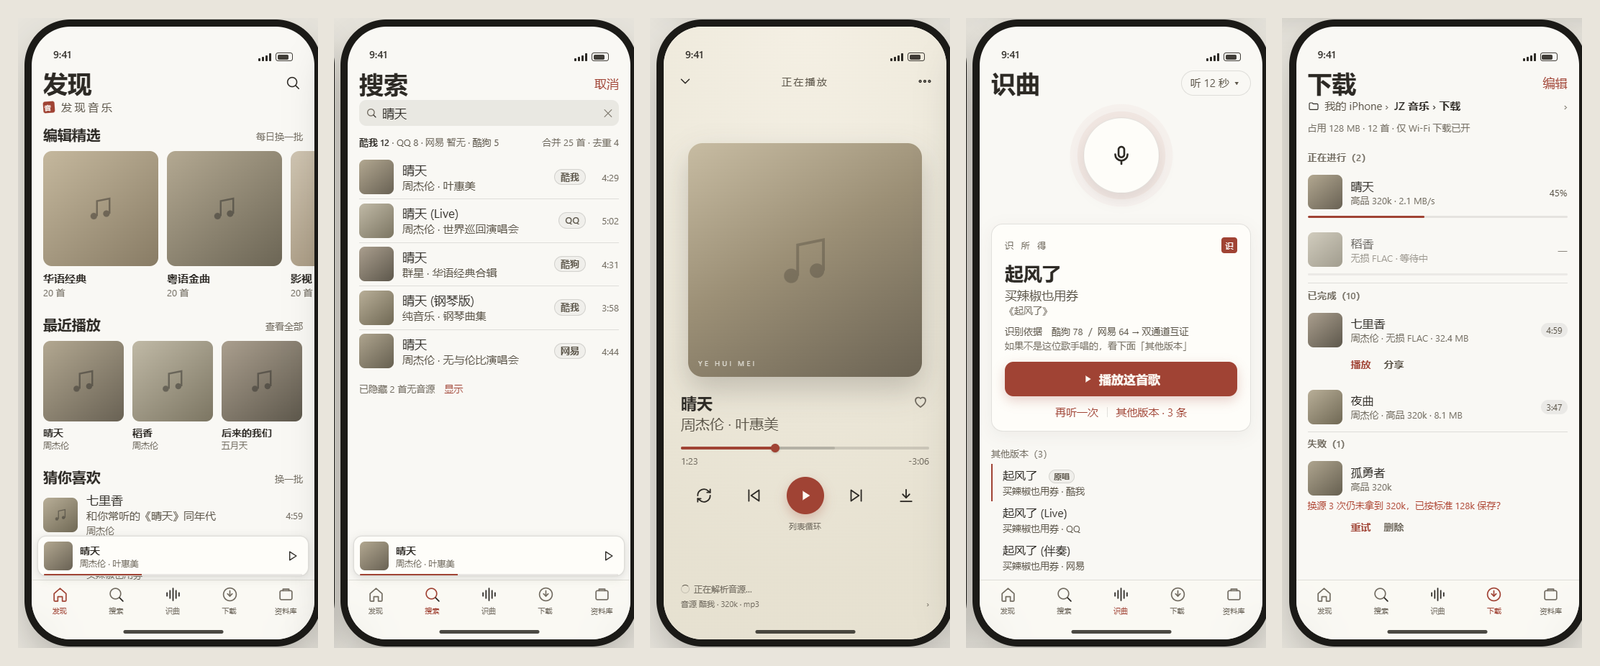 9:41
发现
发现音乐
编辑精选
每日换一批
华语经典
20 首
粤语金曲
20 首
影视
20 首
最近播放
查看全部
晴天
周杰伦
稻香
周杰伦
后来的我们
五月天
猜你喜欢
换一批
七里香
和你常听的《晴天》同年代
周杰伦
4:59
晴天
周杰伦 · 叶惠美
发现
搜索
识曲
下载
资料库
9:41
搜索
取消
晴天
酷我 12 · QQ 8 · 网易 暂无 · 酷狗 5
合并 25 首 · 去重 4
晴天
周杰伦 · 叶惠美
酷我
4:29
晴天 (Live)
周杰伦 · 世界巡回演唱会
QQ
5:02
晴天
群星 · 华语经典合辑
酷狗
4:31
晴天 (钢琴版)
纯音乐 · 钢琴曲集
酷我
3:58
晴天
周杰伦 · 无与伦比演唱会
网易
4:44
已隐藏 2 首无音源 显示
晴天
周杰伦 · 叶惠美
发现
搜索
识曲
下载
资料库
9:41
正在播放
YE HUI MEI
晴天
周杰伦 · 叶惠美
1:23
-3:06
列表循环
正在解析音源...
音源 酷我 · 320k · mp3
9:41
识曲
听 12 秒
识 所 得
识
起风了
买辣椒也用券
《起风了》
识别依据 酷狗 78 / 网易 64 → 双通道互证
如果不是这位歌手唱的，看下面「其他版本」
播放这首歌
再听一次
其他版本 · 3 条
其他版本（3）
起风了 原唱
买辣椒也用券 · 酷我
起风了 (Live)
买辣椒也用券 · QQ
起风了 (伴奏)
买辣椒也用券 · 网易
发现
搜索
识曲
下载
资料库
9:41
下载
编辑
我的 iPhone › JZ 音乐 › 下载
占用 128 MB · 12 首 · 仅 Wi-Fi 下载已开
正在进行（2）
晴天
高品 320k · 2.1 MB/s
45%
稻香
无损 FLAC · 等待中
—
已完成（10）
七里香
周杰伦 · 无损 FLAC · 32.4 MB
4:59
播放 分享
夜曲
周杰伦 · 高品 320k · 8.1 MB
3:47
失败（1）
孤勇者
高品 320k
换源 3 次仍未拿到 320k，已按标准 128k 保存?
重试 删除
发现
搜索
识曲
下载
资料库